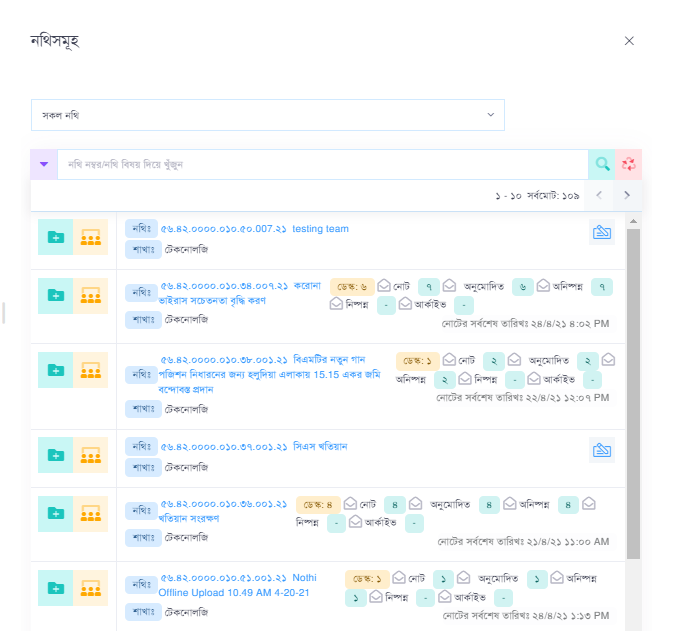 নথিসমূহ
সকল নথি
নথি নম্বর/নথি বিষয় দিয়ে খুঁজুন
১ - ১০ সর্বমোট: ১০৯
নথিঃ ৫৬.৪২.০০০০.০১০.৫০.007.২১ testing team
শাখাঃ টেকনোলজি
নথিঃ ৫৬.৪২.০০০০.০১০.৩৪.০০৭.২১ করোনা
ভাইরাস সচেতনতা বৃদ্ধি করণ
ডেস্ক: ৬ নোট ৭ অনুমোদিত ৬ অনিষ্পন্ন ৭
নিষ্পন্ন - আর্কাইভ -
শাখাঃ টেকনোলজি
নোটের সর্বশেষ তারিখঃ ২৪/৪/২১ ৪:০২ PM
নথিঃ ৫৬.৪২.০০০০.০১০.৩৮.০০১.২১ বিএমটির নতুন গান
পজিশন নিধারনের জন্য হলুদিয়া এলাকায় 15.15 একর জমি
বন্দোবস্ত প্রদান
ডেস্ক: ১ নোট ২ অনুমোদিত ২
অনিষ্পন্ন ২ নিষ্পন্ন - আর্কাইভ -
নোটের সর্বশেষ তারিখঃ ২২/৪/২১ ১২:০৭ PM
শাখাঃ টেকনোলজি
নথিঃ ৫৬.৪২.০০০০.০১০.৩৭.০০১.২১ সিএস খতিয়ান
শাখাঃ টেকনোলজি
নথিঃ ৫৬.৪২.০০০০.০১০.৩৬.০০১.২১
খতিয়ান সংরক্ষণ
ডেস্ক: ৪ নোট ৪ অনুমোদিত ৪ অনিষ্পন্ন ৪
নিষ্পন্ন - আর্কাইভ -
শাখাঃ টেকনোলজি
নোটের সর্বশেষ তারিখঃ ২১/৪/২১ ১১:০০ AM
নথিঃ ৫৬.৪২.০০০০.০১০.৫১.০০১.২১ Nothi
Offline Upload 10.49 AM 4-20-21
ডেস্ক: ১ নোট ১ অনুমোদিত ১ অনিষ্পন্ন
১ নিষ্পন্ন - আর্কাইভ -
শাখাঃ টেকনোলজি
নোটের সর্বশেষ তারিখঃ ২৪/৪/২১ ১:১৩ PM